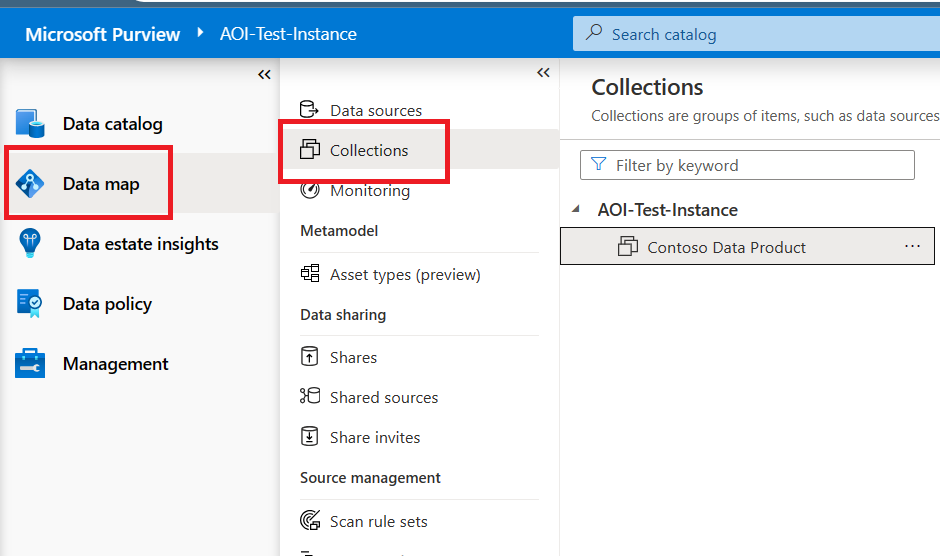 Microsoft Purview AOI-Test-Instance
Search catalog
Data catalog
Data map
Data estate insights
Data policy
Management
Data sources
Collections
Monitoring
Metamodel
Asset types (preview)
Data sharing
Shares
Shared sources
Share invites
Source management
Scan rule sets
Collections
Collections are groups of items, such as data sources
Filter by keyword
AOI-Test-Instance
Contoso Data Product